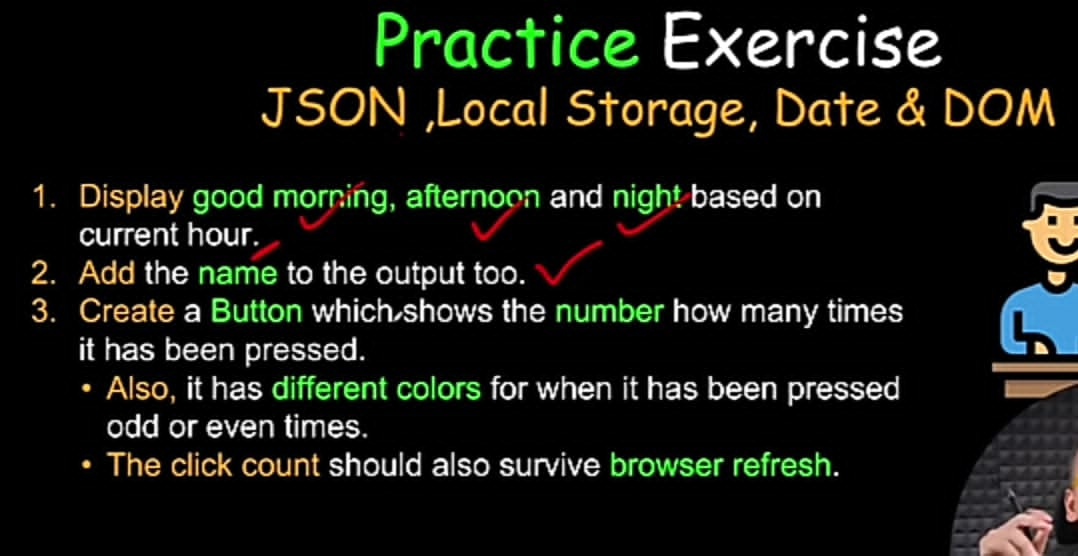 Practice Exercise
JSON ,Local Storage, Date & DOM
1. Display good morning, afternoon and night based on
current hour.
2. Add the name to the output too.
3. Create a Button which shows the number how many times
it has been pressed.
• Also, it has different colors for when it has been pressed
odd or even times.
• The click count should also survive browser refresh.